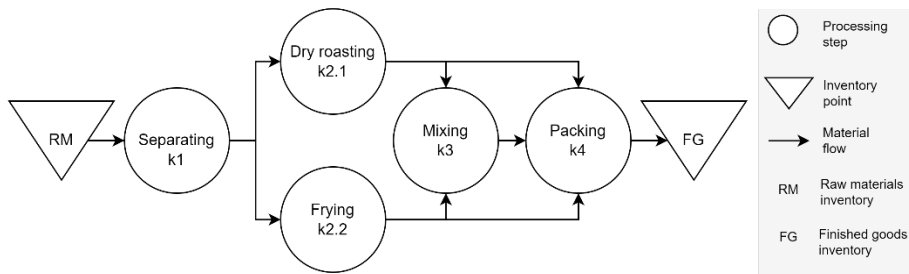 RM
Separating
k1
Dry roasting
k2.1
Frying
k2.2
Mixing
k3
Packing
k4
FG
Processing
step
Inventory
point
Material
flow
RM
Raw materials
inventory
FG
Finished goods
inventory